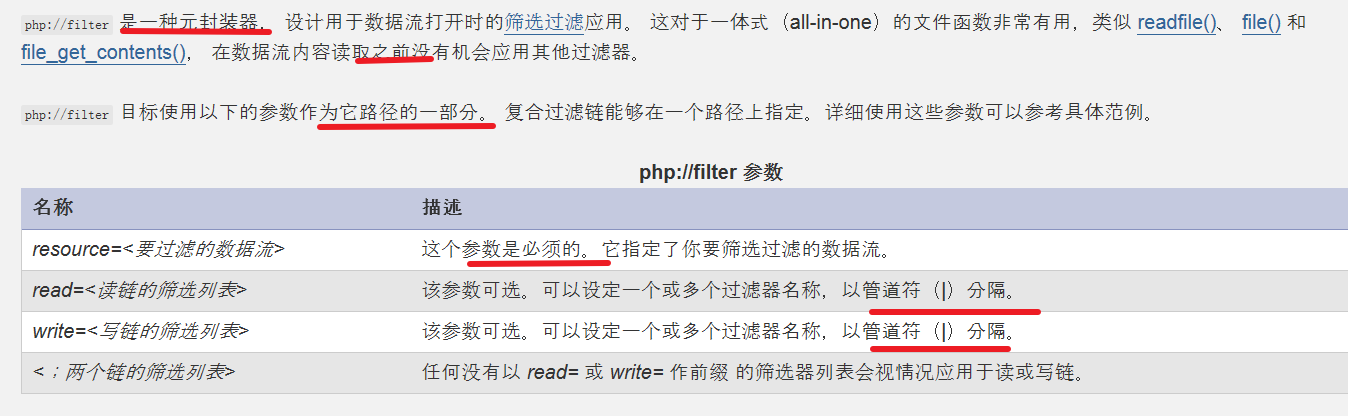 php://filter 是一种元封装器， 设计用于数据流打开时的筛选过滤应用。 这对于一体式（all-in-one）的文件函数非常有用，类似 readfile()、 file() 和
file_get_contents()， 在数据流内容读取之前没有机会应用其他过滤器。
php://filter 目标使用以下的参数作为它路径的一部分。 复合过滤链能够在一个路径上指定。详细使用这些参数可以参考具体范例。
php://filter 参数
名称 描述
resource=<要过滤的数据流> 这个参数是必须的。它指定了你要筛选过滤的数据流。
read=<读链的筛选列表> 该参数可选。可以设定一个或多个过滤器名称，以管道符（|）分隔。
write=<写链的筛选列表> 该参数可选。可以设定一个或多个过滤器名称，以管道符（|）分隔。
<；两个链的筛选列表> 任何没有以 read= 或 write= 作前缀 的筛选器列表会视情况应用于读或写链。